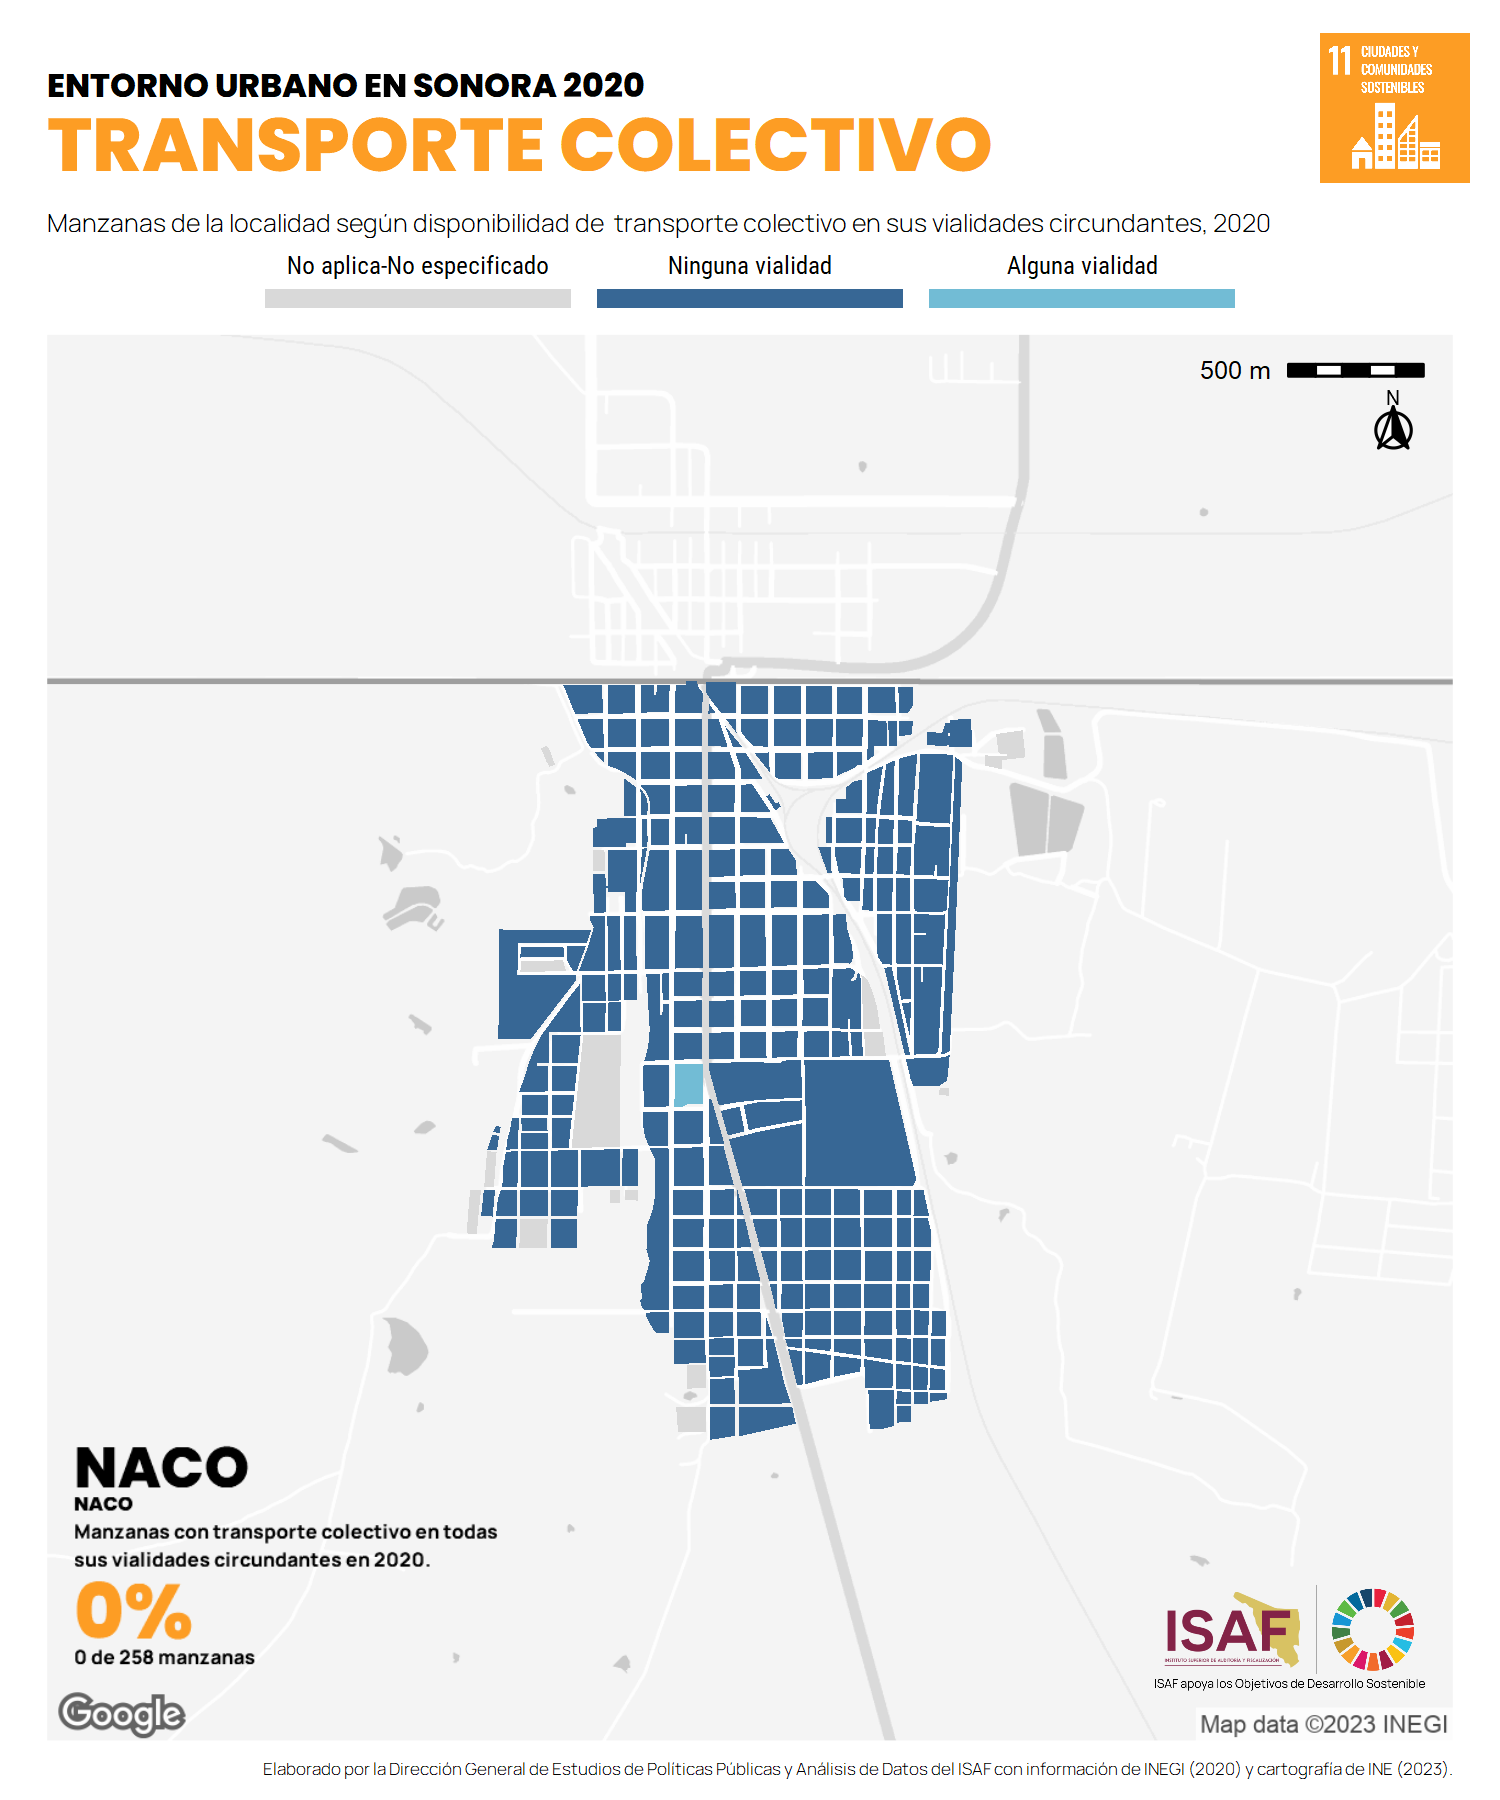 ENTORNO URBANO EN SONORA 2020
TRANSPORTE COLECTIVO
11 CIUDADES Y
COMUNIDADES
SOSTENIBLES
Manzanas de la localidad según disponibilidad de transporte colectivo en sus vialidades circundantes, 2020
No aplica-No especificado
Ninguna vialidad
Alguna vialidad
500 m
N
NACO
NACO
Manzanas con transporte colectivo en todas
sus vialidades circundantes en 2020.
0%
0 de 258 manzanas
Google
ISAF
INSTITUTO SUPERIOR DE AUDITORÍA Y FISCALIZACIÓN
ISAF apoya los Objetivos de Desarrollo Sostenible
Map data ©2023 INEGI
Elaborado por la Dirección General de Estudios de Políticas Públicas y Análisis de Datos del ISAF con información de INEGI (2020) y cartografía de INE (2023).